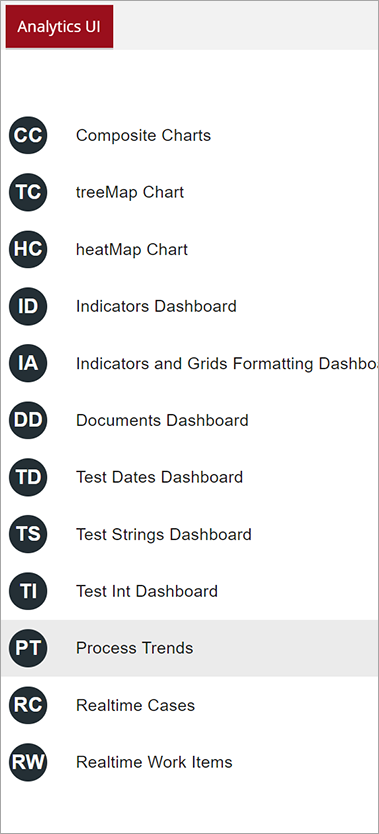 Analytics UI
CC Composite Charts
TC treeMap Chart
HC heatMap Chart
ID Indicators Dashboard
IA Indicators and Grids Formatting Dashbo
DD Documents Dashboard
TD Test Dates Dashboard
TS Test Strings Dashboard
TI Test Int Dashboard
PT Process Trends
RC Realtime Cases
RW Realtime Work Items